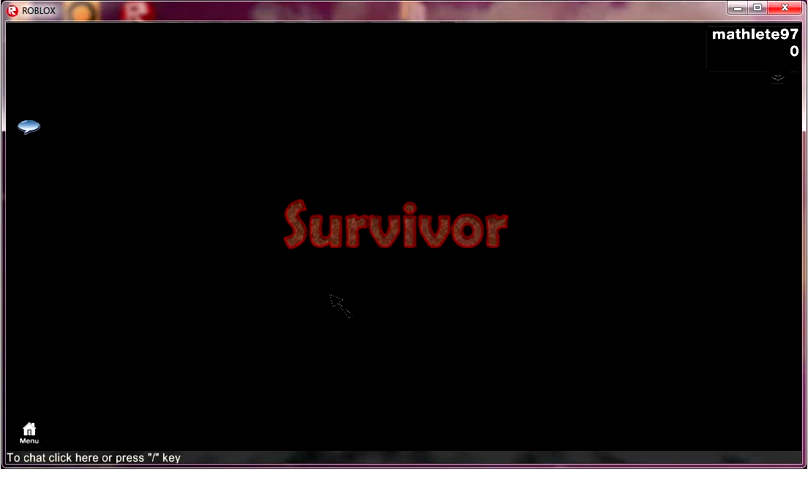 ROBLOX
mathlete97
0
Survivor
Menu
To chat click here or press "/" key